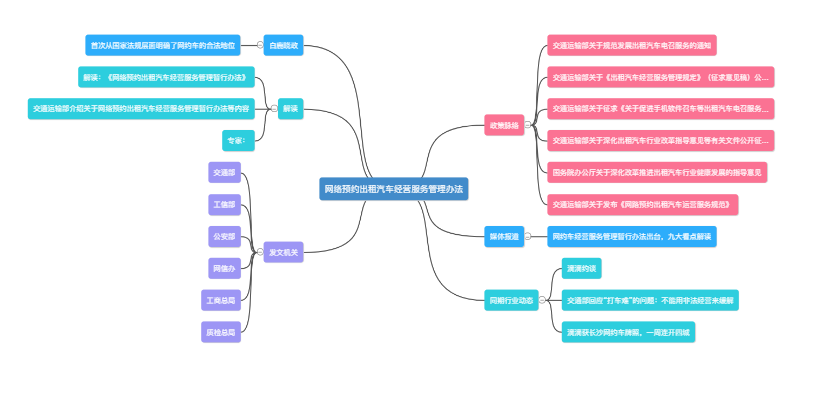 网络预约出租汽车经营服务管理办法
白鹿眺政
首次从国家法规层面明确了网约车的合法地位
解读
解读：《网络预约出租汽车经营服务管理暂行办法》
交通运输部介绍关于网络预约出租汽车经营服务管理暂行办法等内容
专家：
发文机关
交通部
工信部
公安部
网信办
工商总局
质检总局
政策脉络
交通运输部关于规范发展出租汽车电召服务的通知
交通运输部关于《出租汽车经营服务管理规定》（征求意见稿）公...
交通运输部关于征求《关于促进手机软件召车等出租汽车电召服务...
交通运输部关于深化出租汽车行业改革指导意见等有关文件公开征...
国务院办公厅关于深化改革推进出租汽车行业健康发展的指导意见
交通运输部关于发布《网络预约出租汽车运营服务规范》
媒体报道
网约车经营服务管理暂行办法出台，九大看点解读
同期行业动态
滴滴约谈
交通部回应“打车难”的问题：不能用非法经营来缓解
滴滴获长沙网约车牌照，一周连开四城